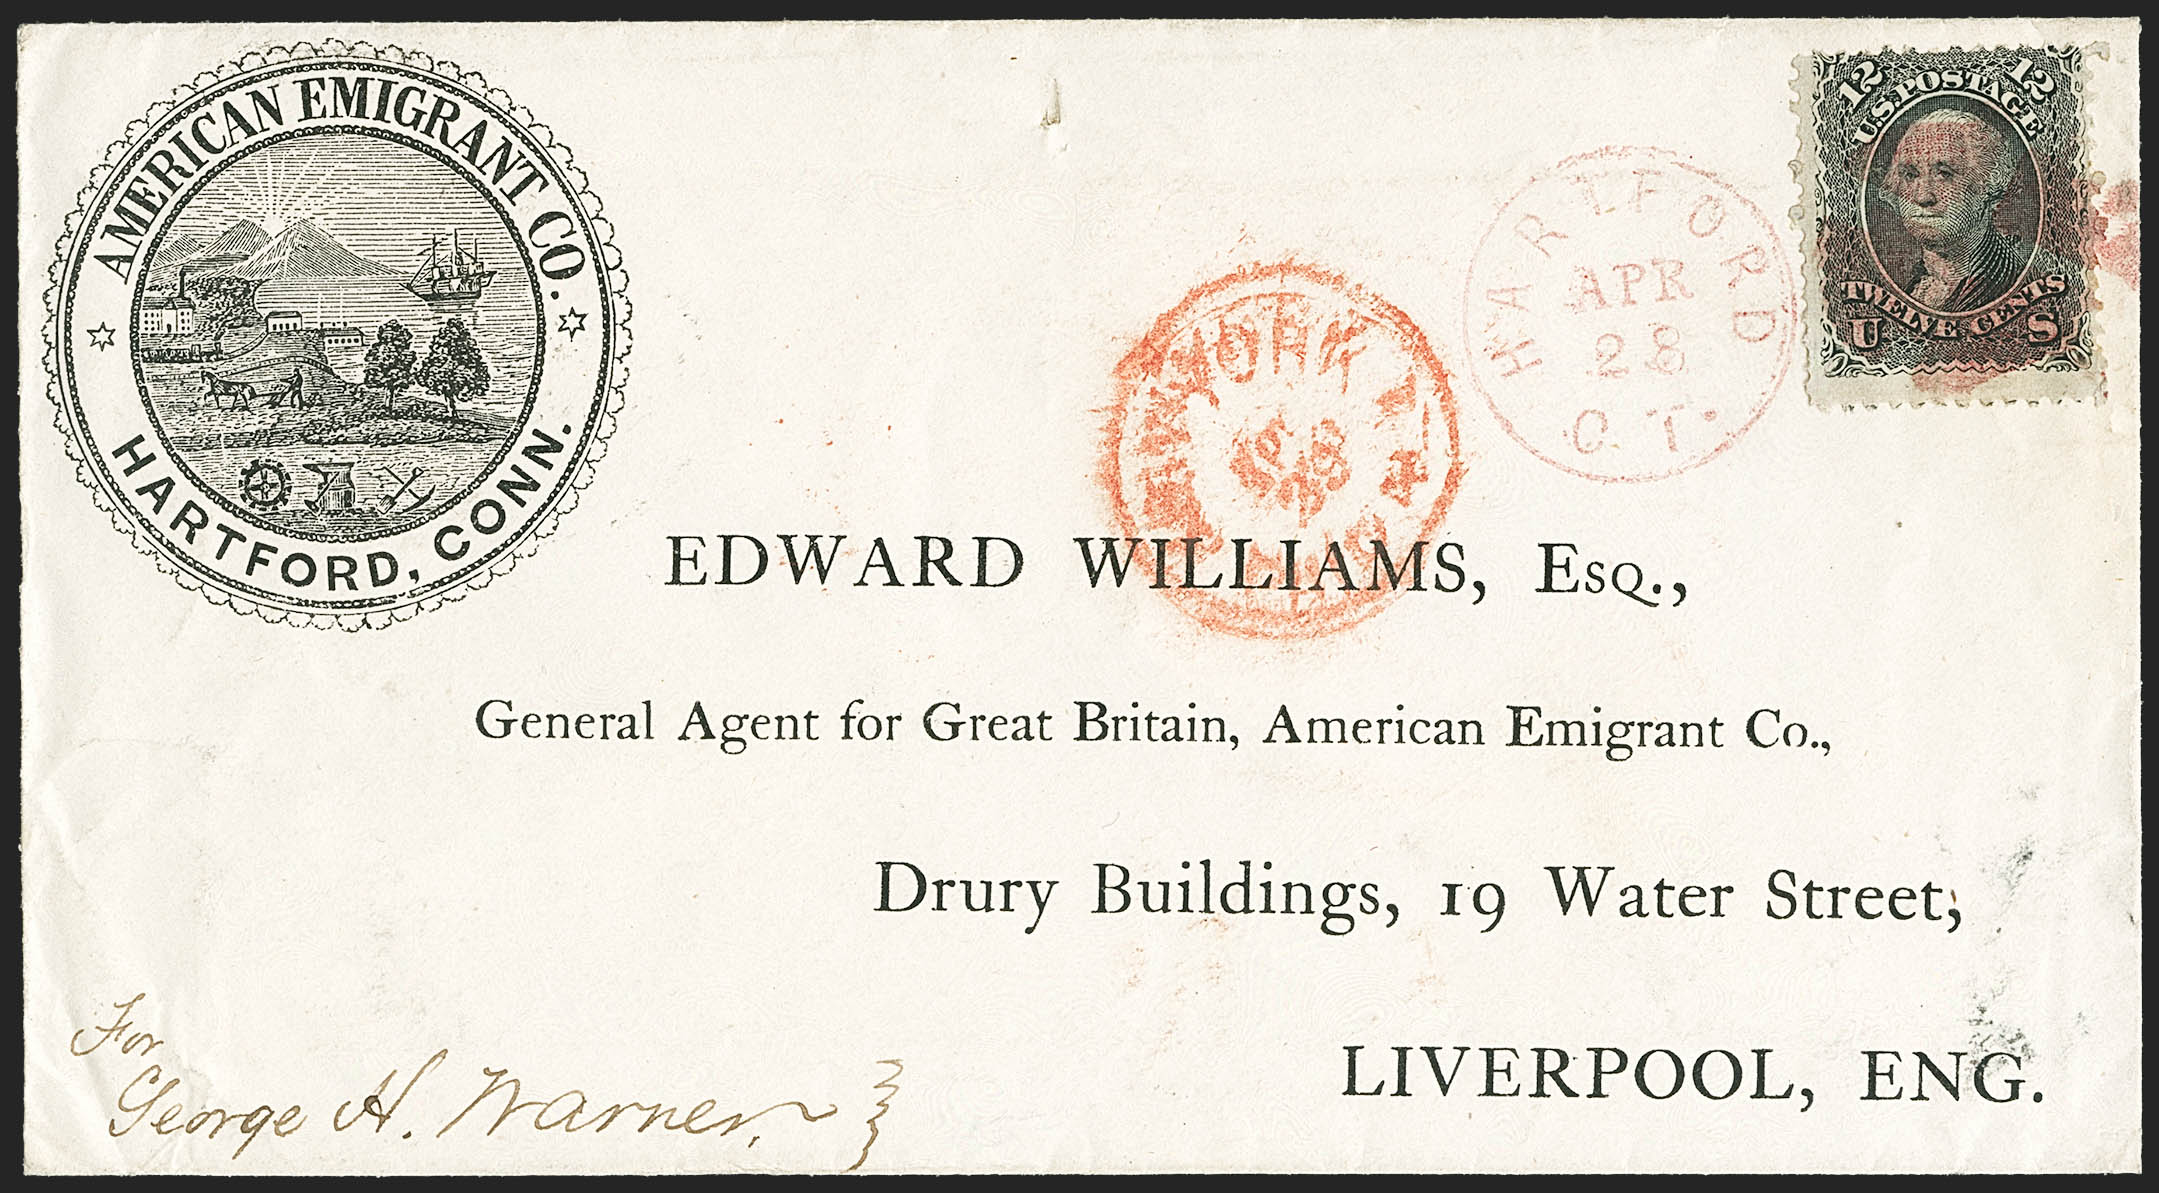 AMERICAN EMIGRANT CO.
HARTFORD, CONN.
12 12
U.S. POSTAGE
TWELVE CENTS
U S
HARTFORD
APR
28
CT.
EDWARD WILLIAMS, Esq.,
General Agent for Great Britain, American Emigrant Co.,
Drury Buildings, 19 Water Street,
LIVERPOOL, ENG.
For
George H. Warner.